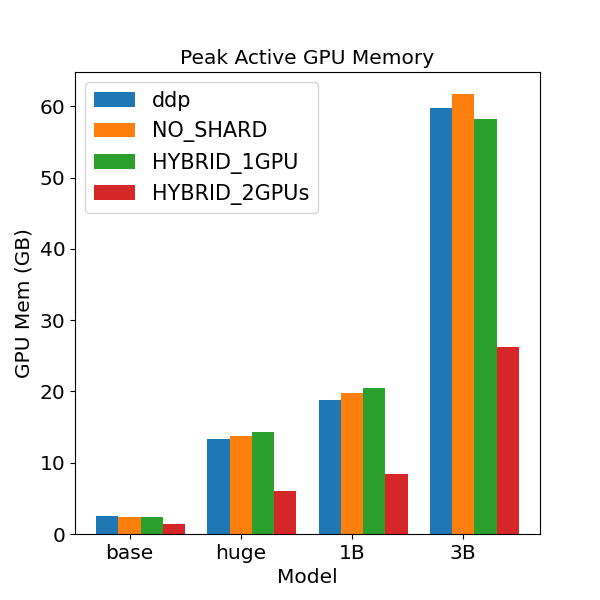 Peak Active GPU Memory
ddp
NO_SHARD
HYBRID_1GPU
HYBRID_2GPUs
GPU Mem (GB)
60
50
40
30
20
10
0
base huge 1B 3B
Model